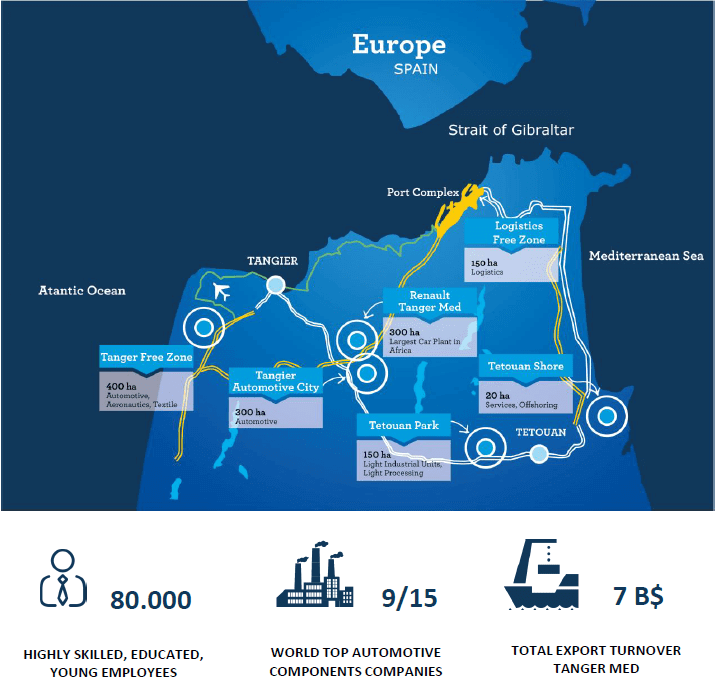 Europe
SPAIN
Strait of Gibraltar
Port Complex
Logistics
Free Zone
150 ha
Logistics
Mediterranean Sea
TANGIER
Atantic Ocean
Renault
Tanger Med
300 ha
Largest Car Plant in
Africa
Tanger Free Zone
400 ha
Automotive,
Aeronautics, Textile
Tangier
Automotive City
300 ha
Automotive
Tetouan Shore
20 ha
Services, Offshoring
Tetouan Park
150 ha
Light Industrial Units,
Light Processing
TETOUAN
80.000
HIGHLY SKILLED, EDUCATED,
YOUNG EMPLOYEES
9/15
WORLD TOP AUTOMOTIVE
COMPONENTS COMPANIES
7 B$
TOTAL EXPORT TURNOVER
TANGER MED